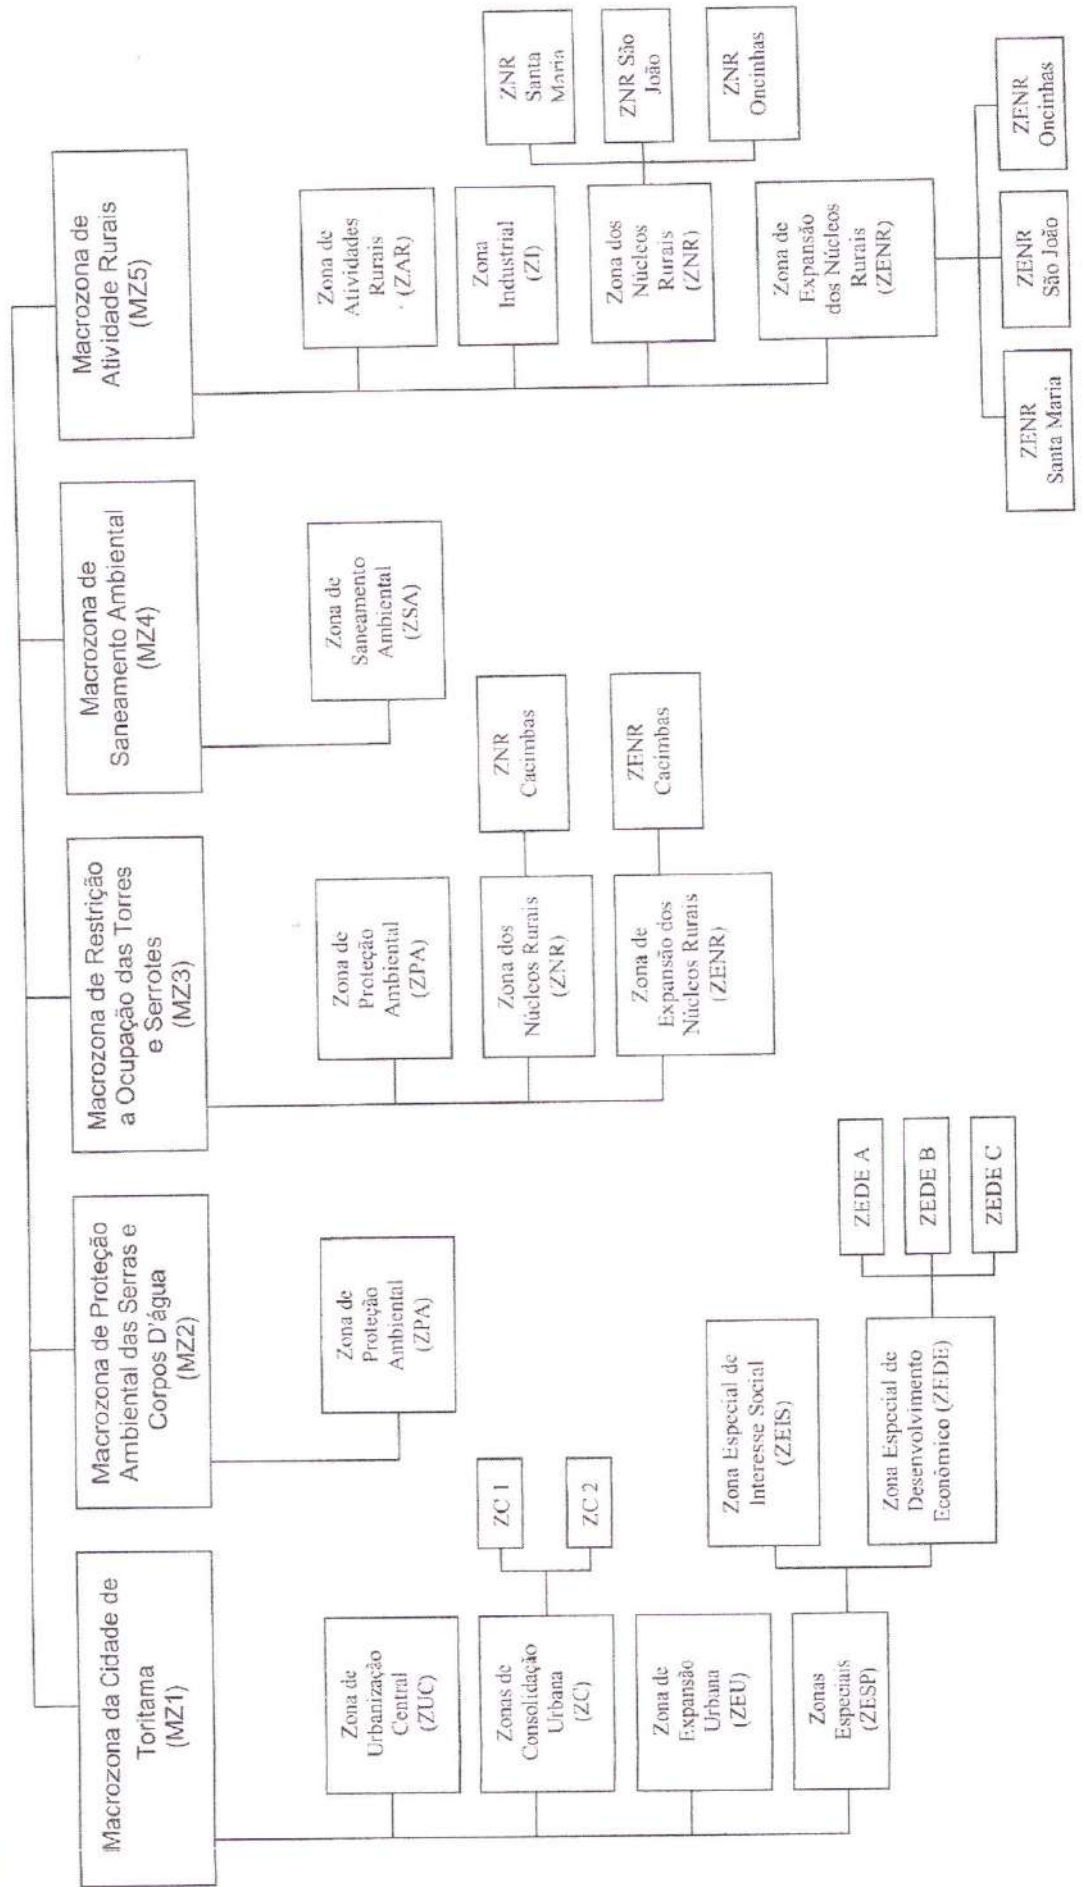 Macrozona da Cidade de
Toritama
(MZ1)
Zona de
Urbanização
Central
(ZUC)
Zonas de
Consolidação
Urbana
(ZC)
ZC 1
ZC 2
Zona de
Expansão
Urbana
(ZEU)
Zonas
Especiais
(ZESP)
Zona Especial de
Interesse Social
(ZEIS)
Zona Especial de
Desenvolvimento
Econômico (ZEDE)
ZEDE A
ZEDE B
ZEDE C
Macrozona de Proteção
Ambiental das Serras e
Corpos D'água
(MZ2)
Zona de
Proteção
Ambiental
(ZPA)
Macrozona de Restrição
a Ocupação das Torres
e Serrotes
(MZ3)
Zona de
Proteção
Ambiental
(ZPA)
Zona dos
Núcleos Rurais
(ZNR)
ZNR
Cacimbas
Zona de
Expansão dos
Núcleos Rurais
(ZENR)
ZENR
Cacimbas
Macrozona de
Saneamento Ambiental
(MZ4)
Zona de
Saneamento
Ambiental
(ZSA)
Macrozona de
Atividade Rurais
(MZ5)
Zona de
Atividades
Rurais
(ZAR)
Zona
Industrial
(ZI)
Zona dos
Núcleos
Rurais
(ZNR)
ZNR
Santa
Maria
ZNR São
João
ZNR
Oncinhas
Zona de
Expansão
dos Núcleos
Rurais
(ZENR)
ZENR
Santa Maria
ZENR
São João
ZENR
Oncinhas